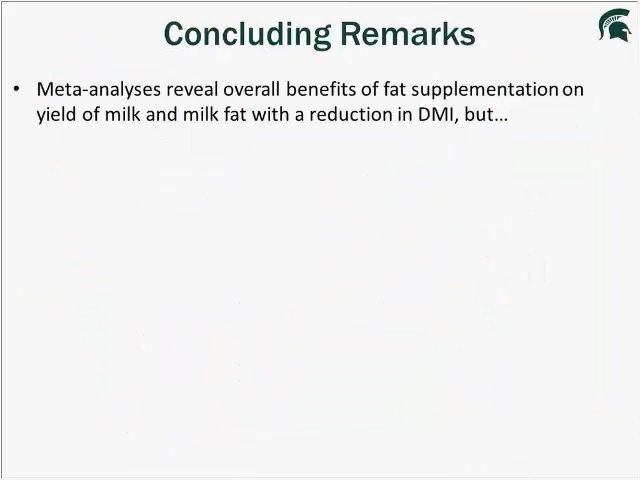 Concluding Remarks
• Meta-analyses reveal overall benefits of fat supplementation on
yield of milk and milk fat with a reduction in DMI, but…